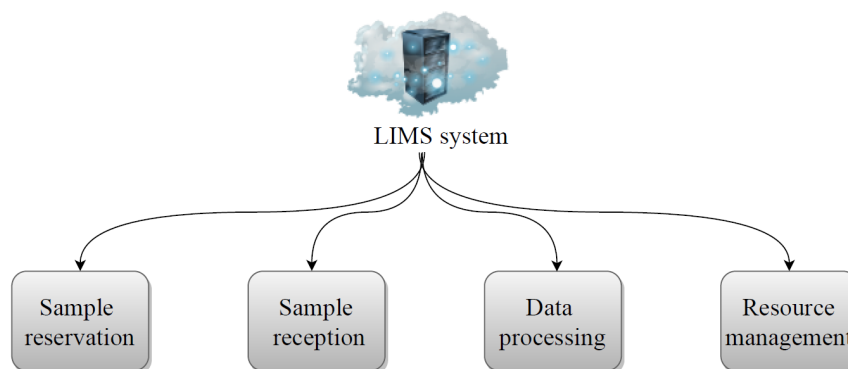 LIMS system
Sample
reservation
Sample
reception
Data
processing
Resource
management